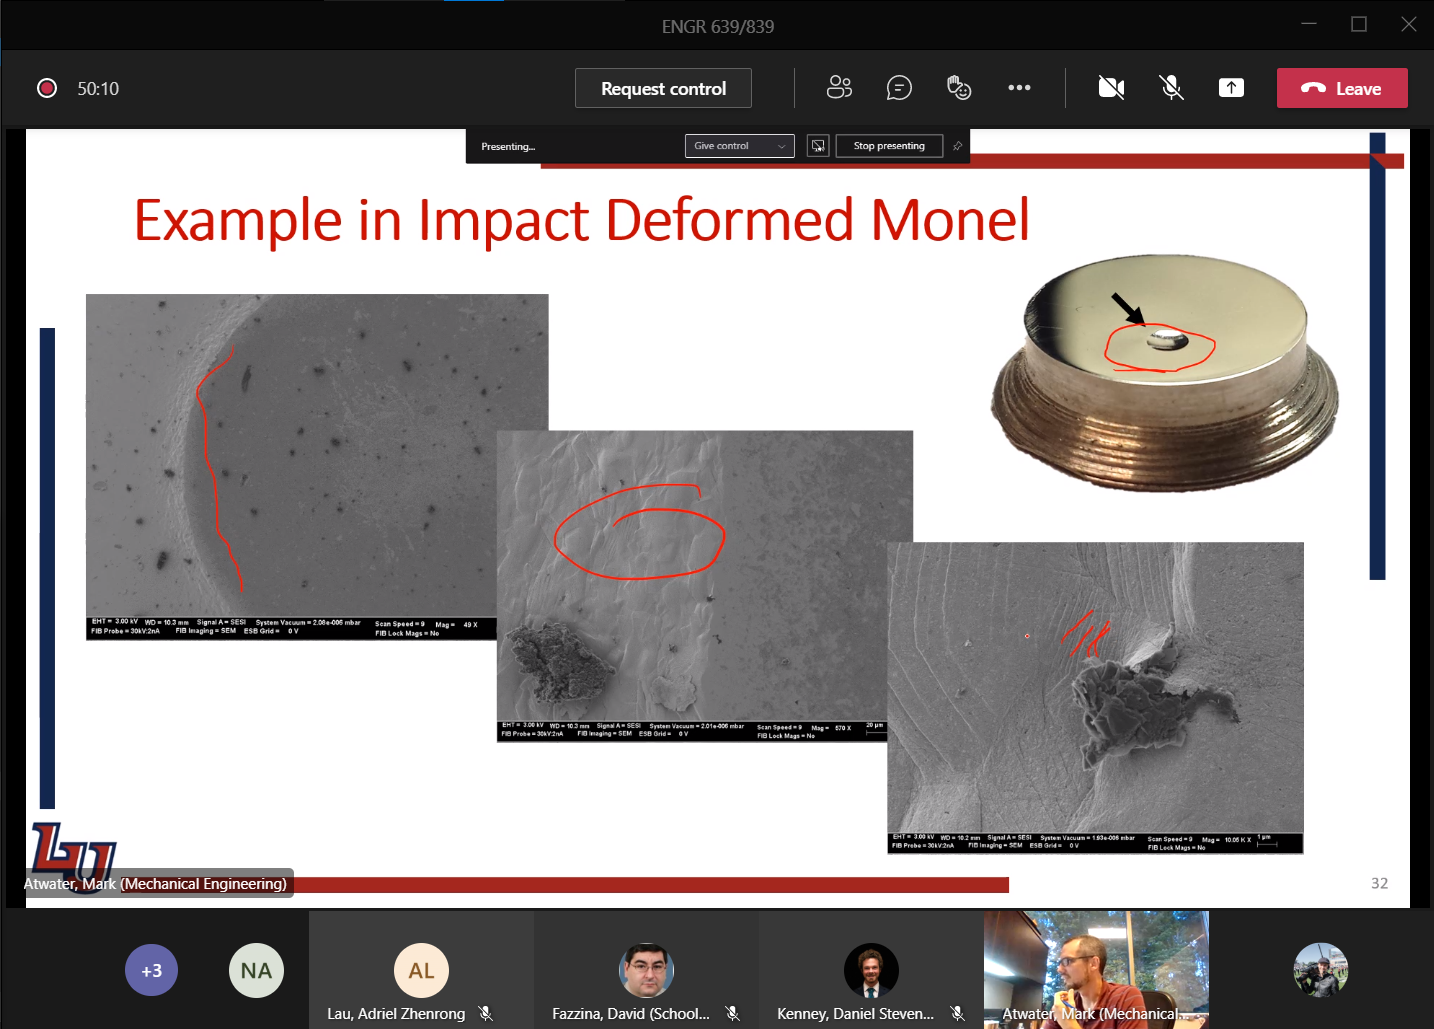 ENGR 639/839
50:10
Request control
Leave
Presenting...
Give control
Stop presenting
Example in Impact Deformed Monel
EHT = 3.00 kV WD = 10.3 mm Signal A = SESI System Vacuum = 2.08e-006 mbar Scan Speed = 9 Mag = 49 X
FIB Probe = 30kV:2nA FIB Imaging = SEM ESB Grid = 0 V FIB Lock Mags = No
EHT = 3.00 kV WD = 10.3 mm Signal A = SESI System Vacuum = 2.01e-006 mbar Scan Speed = 9 Mag = 570 X 20 µm
FIB Probe = 30kV:2nA FIB Imaging = SEM ESB Grid = 0 V FIB Lock Mags = No
EHT = 3.00 kV WD = 10.2 mm Signal A = SESI System Vacuum = 1.93e-006 mbar Scan Speed = 9 Mag = 10.06 K X 1 µm
FIB Probe = 30kV:2nA FIB Imaging = SEM ESB Grid = 0 V FIB Lock Mags = No
LU
Atwater, Mark (Mechanical Engineering)
32
+3
NA
AL
Lau, Adriel Zhenrong
Fazzina, David (School...
Kenney, Daniel Steven...
Atwater, Mark (Mechanical...